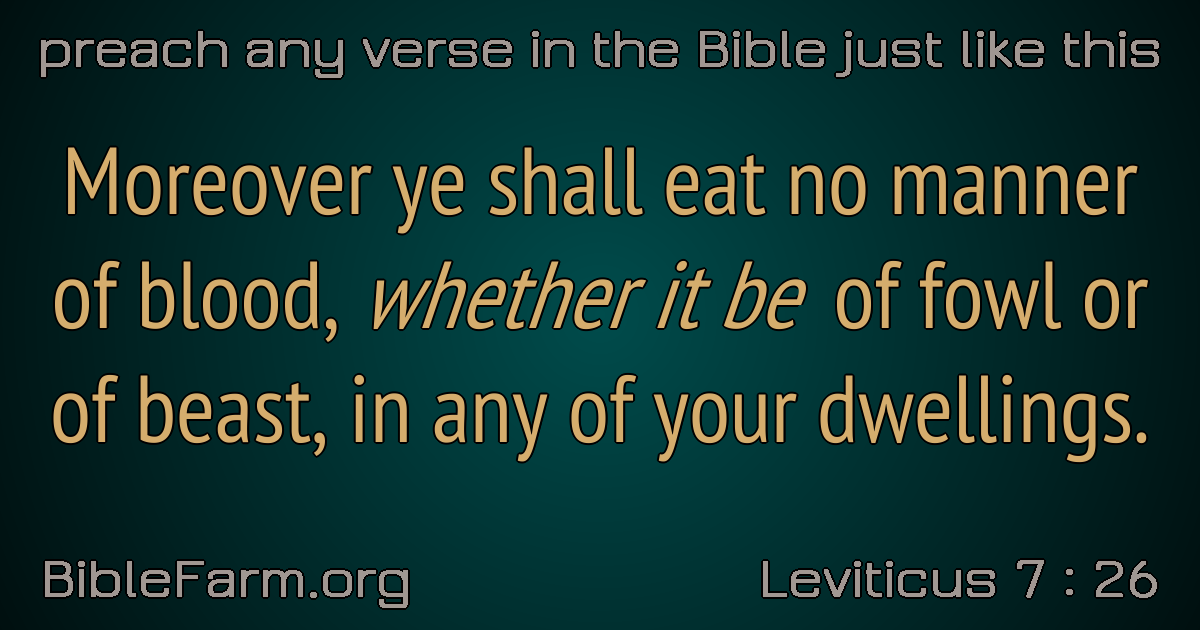 preach any verse in the Bible just like this
Moreover ye shall eat no manner
of blood, whether it be of fowl or
of beast, in any of your dwellings.
BibleFarm.org
Leviticus 7 : 26